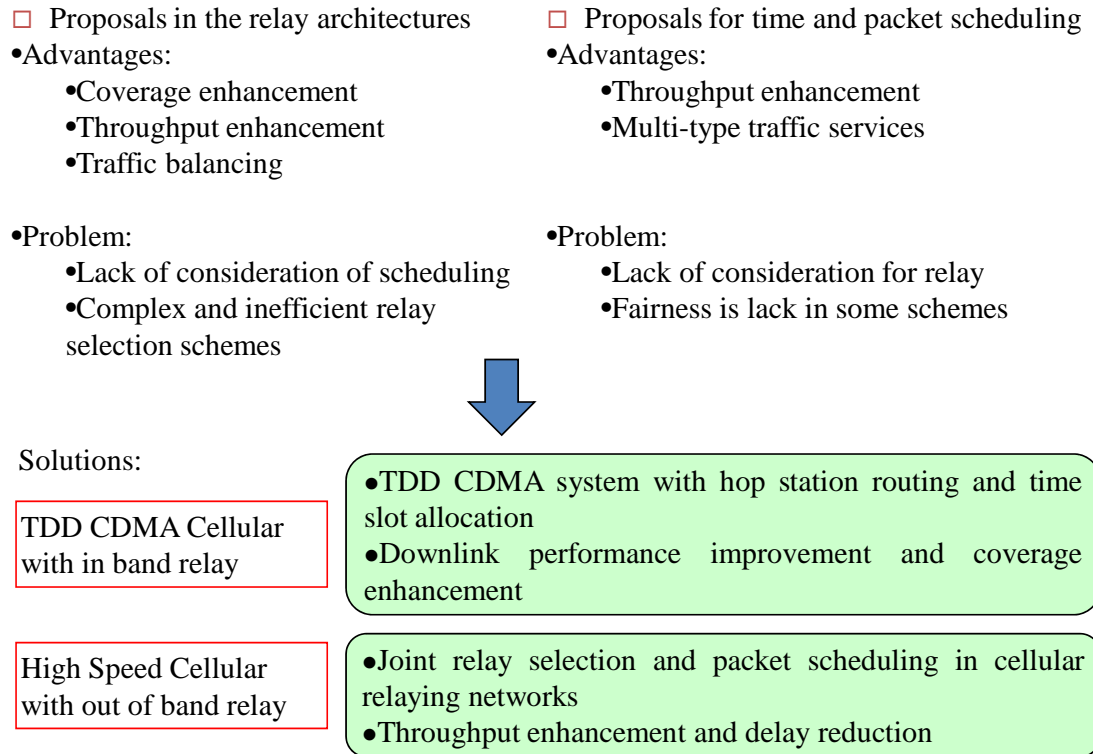 □ Proposals in the relay architectures
•Advantages:
•Coverage enhancement
•Throughput enhancement
•Traffic balancing
•Problem:
•Lack of consideration of scheduling
•Complex and inefficient relay
selection schemes
□ Proposals for time and packet scheduling
•Advantages:
•Throughput enhancement
•Multi-type traffic services
•Problem:
•Lack of consideration for relay
•Fairness is lack in some schemes
Solutions:
TDD CDMA Cellular
with in band relay
●TDD CDMA system with hop station routing and time
slot allocation
●Downlink performance improvement and coverage
enhancement
High Speed Cellular
with out of band relay
●Joint relay selection and packet scheduling in cellular
relaying networks
●Throughput enhancement and delay reduction